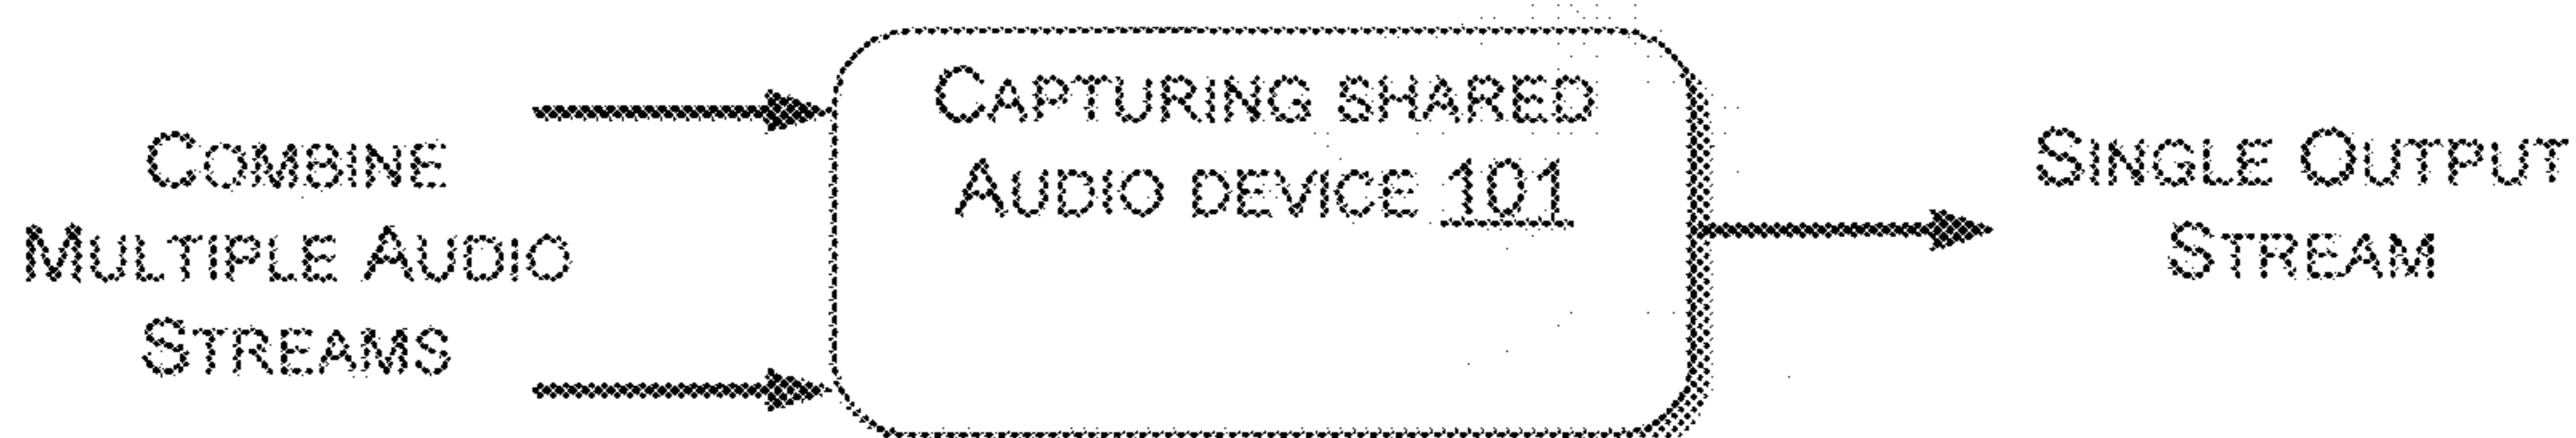 COMBINE
MULTIPLE AUDIO
STREAMS
CAPTURING SHARED
AUDIO DEVICE 101
SINGLE OUTPUT
STREAM